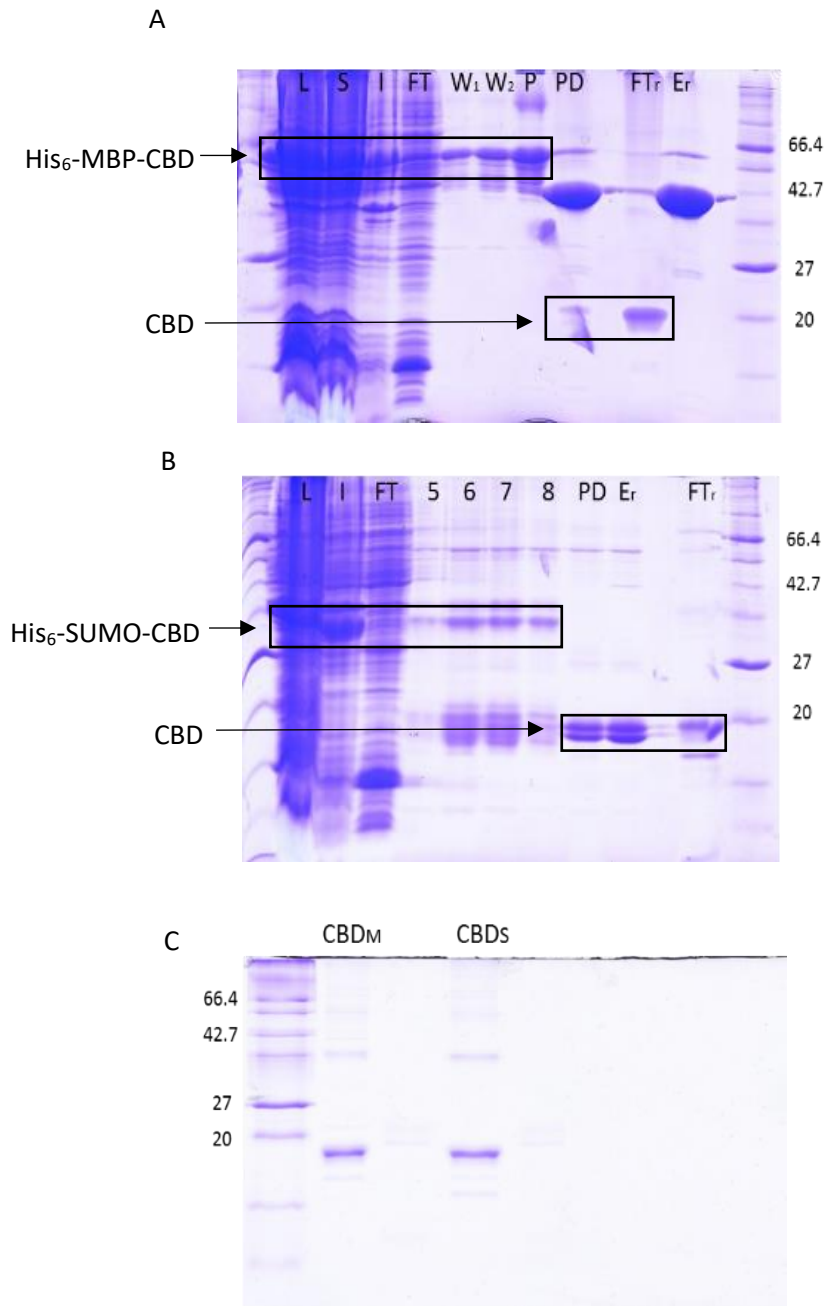 A
L S I FT W₁ W₂ P PD FTr Er
His₆-MBP-CBD
66.4
42.7
27
CBD
20
B
L I FT 5 6 7 8 PD Er FTr
66.4
42.7
His₆-SUMO-CBD
27
20
CBD
C
CBDM CBDS
66.4
42.7
27
20